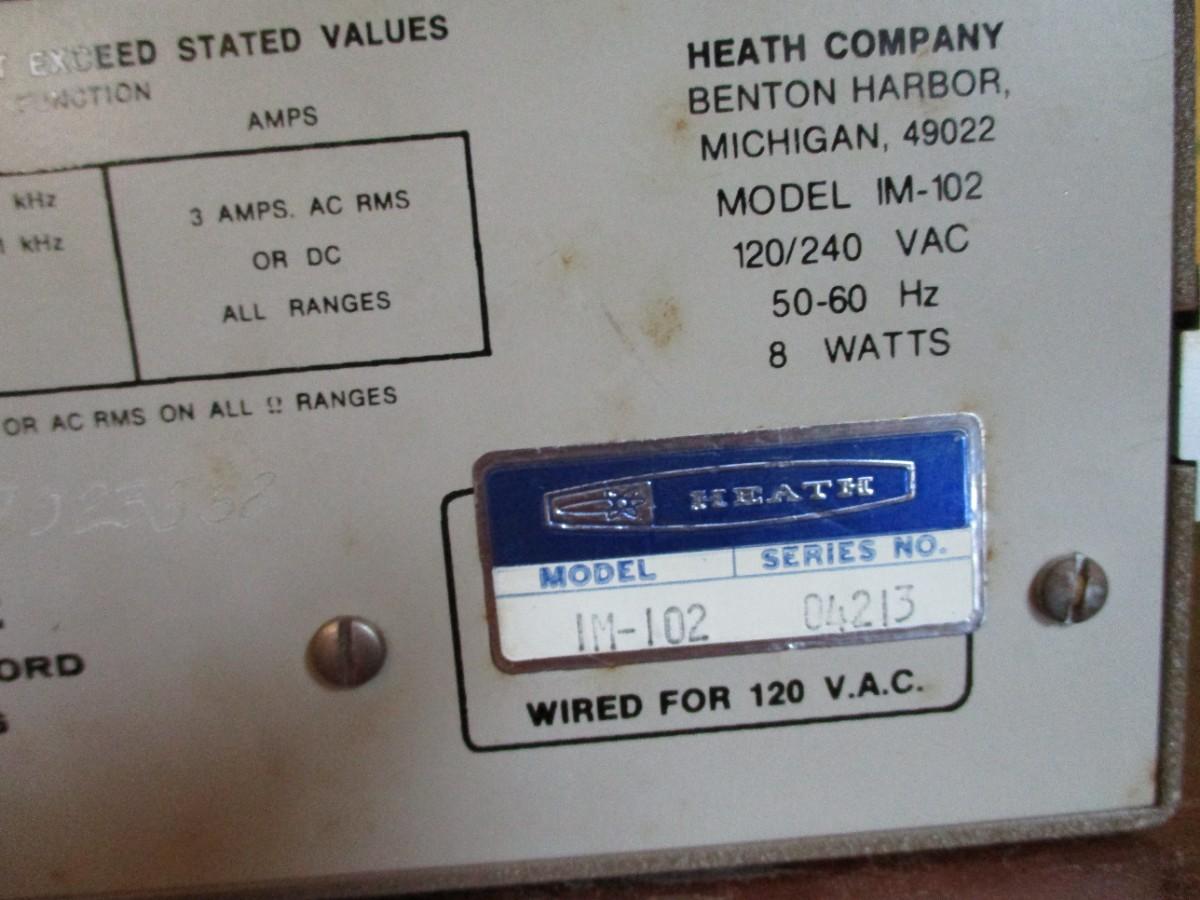 EXCEED STATED VALUES
FUNCTION
AMPS
kHz
1 kHz
3 AMPS. AC RMS
OR DC
ALL RANGES
OR AC RMS ON ALL Ω RANGES
ORD
HEATH COMPANY
BENTON HARBOR,
MICHIGAN, 49022
MODEL IM-102
120/240 VAC
50-60 Hz
8 WATTS
HEATH
MODEL SERIES NO.
IM-102 04213
WIRED FOR 120 V.A.C.